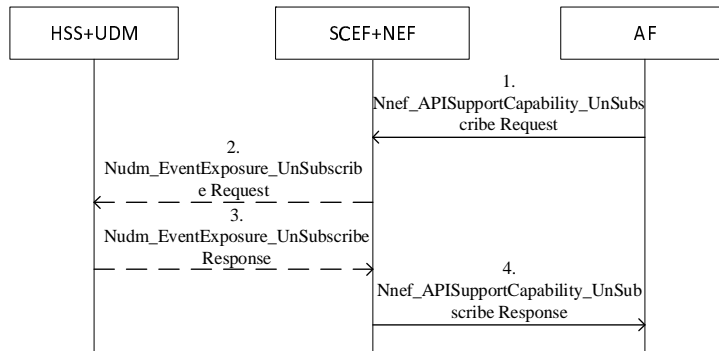 HSS+UDM
SCEF+NEF
AF
1.
Nnef_APISupportCapability_UnSubs
cribe Request
2.
Nudm_EventExposure_UnSubscrib
e Request
3.
Nudm_EventExposure_UnSubscribe
Response
4.
Nnef_APISupportCapability_UnSub
scribe Response